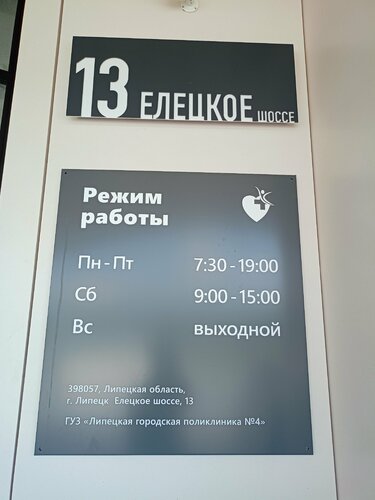 13 ЕЛЕЦКОЕ ШОССЕ
Режим
работы
Пн - Пт 7:30 - 19:00
Сб 9:00 - 15:00
Вс выходной
398057, Липецкая область,
г. Липецк Елецкое шоссе, 13
ГУЗ «Липецкая городская поликлиника №4»